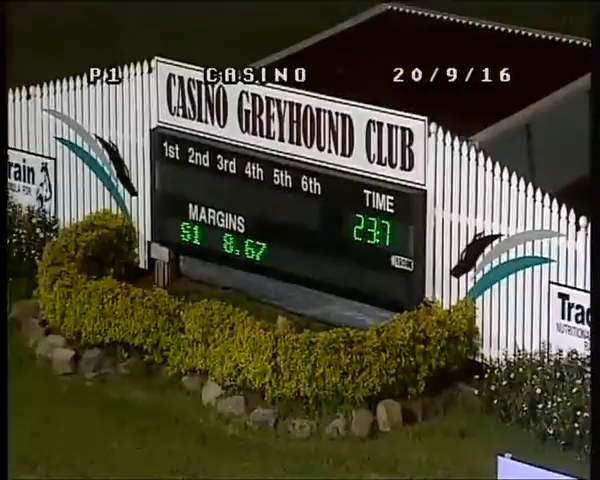 P1 CASINO 20/9/16
CASINO GREYHOUND CLUB
1st 2nd 3rd 4th 5th 6th
TIME
23.7
MARGINS
S1 8.67
rain
Trac
NUTRITION